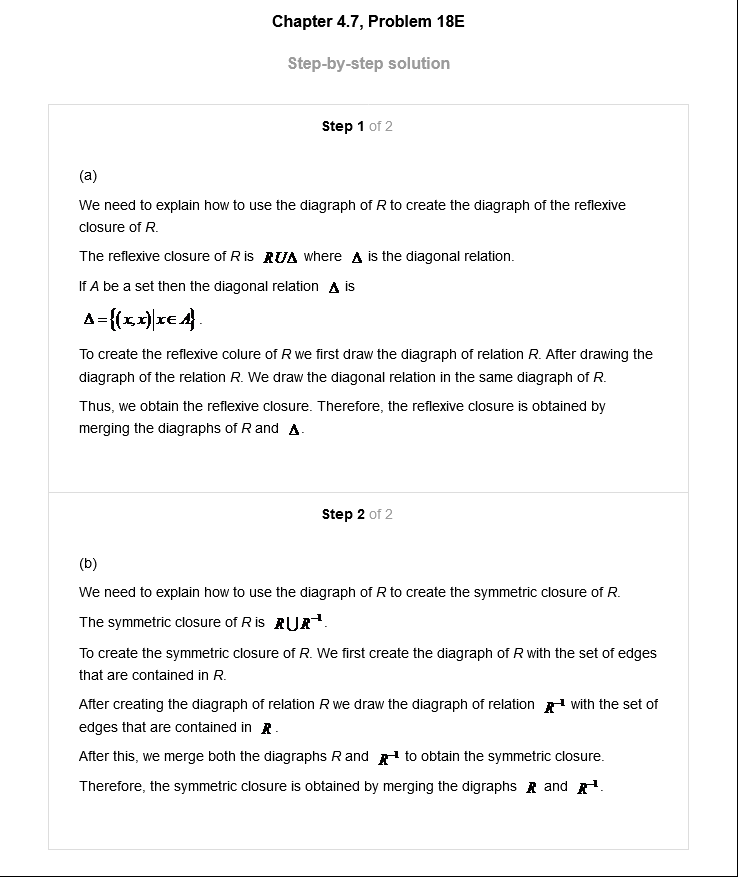 Chapter 4.7, Problem 18E
Step-by-step solution
Step 1 of 2
(a)
We need to explain how to use the diagraph of R to create the diagraph of the reflexive
closure of R.
The reflexive closure of R is RUΔ where Δ is the diagonal relation.
If A be a set then the diagonal relation Δ is
Δ={(x,x)|x∈A}.
To create the reflexive colure of R we first draw the diagram of relation R. After drawing the
diagraph of the relation R. We draw the diagonal relation in the same diagram of R.
Thus, we obtain the reflexive closure. Therefore, the reflexive closure is obtained by
merging the diagraphs of R and Δ.
Step 2 of 2
(b)
We need to explain how to use the diagraph of R to create the symmetric closure of R.
The symmetric closure of R is R⋃R⁻¹.
To create the symmetric closure of R. We first create the diagraph of R with the set of edges
that are contained in R.
After creating the diagraph of relation R we draw the diagraph of relation R⁻¹ with the set of
edges that are contained in R.
After this, we merge both the diagraphs R and R⁻¹ to obtain the symmetric closure.
Therefore, the symmetric closure is obtained by merging the digraphs R and R⁻¹.